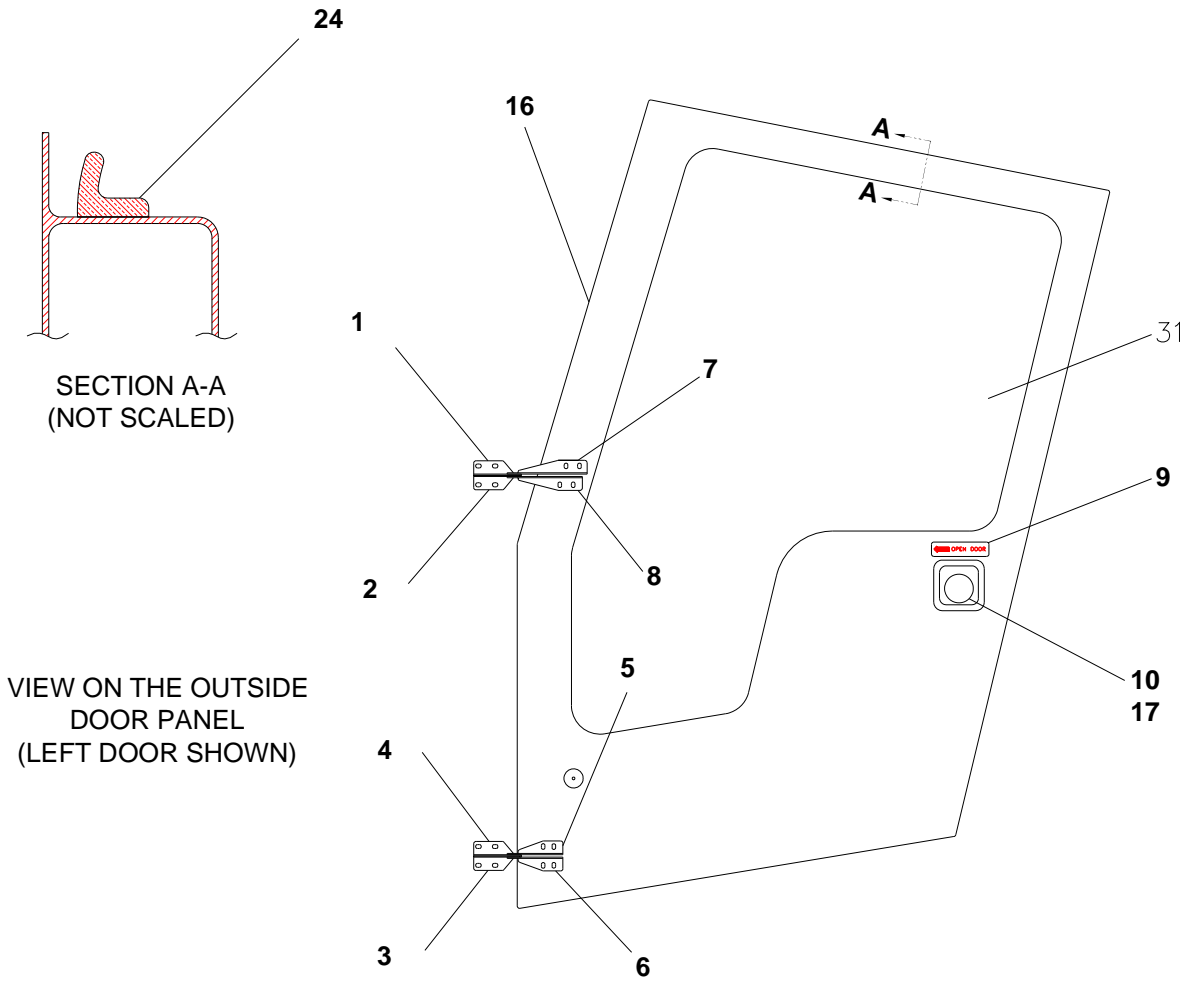 24
16
A
A
1
31
7
SECTION A-A
(NOT SCALED)
9
OPEN DOOR
2
8
5
VIEW ON THE OUTSIDE
DOOR PANEL
(LEFT DOOR SHOWN)
10
17
4
3
6